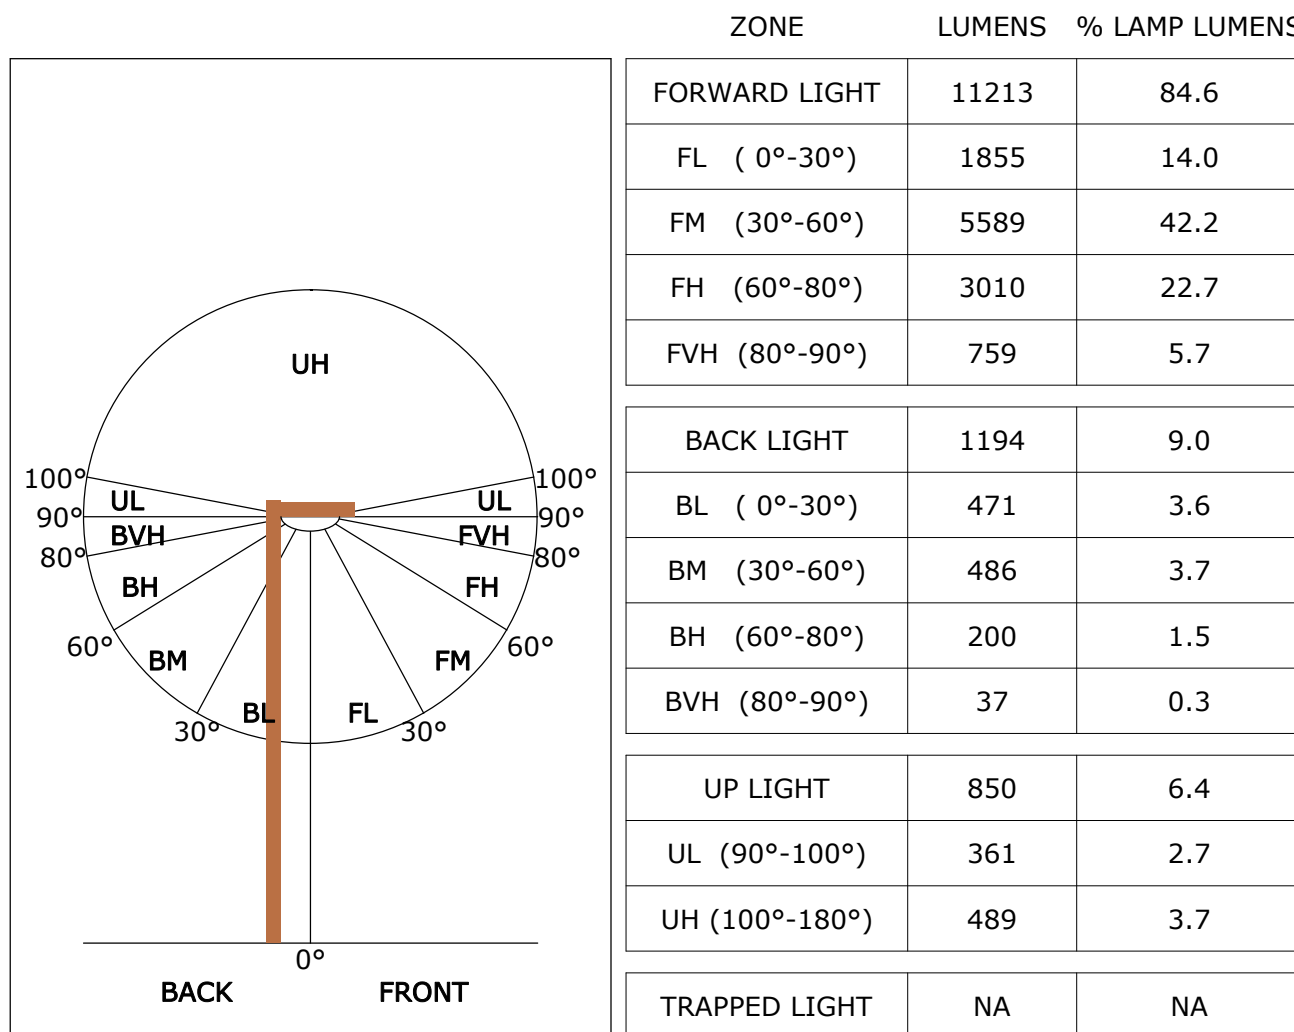 ZONE LUMENS % LAMP LUMENS
FORWARD LIGHT 11213 84.6
FL ( 0°-30°) 1855 14.0
FM (30°-60°) 5589 42.2
FH (60°-80°) 3010 22.7
FVH (80°-90°) 759 5.7
BACK LIGHT 1194 9.0
BL ( 0°-30°) 471 3.6
BM (30°-60°) 486 3.7
BH (60°-80°) 200 1.5
BVH (80°-90°) 37 0.3
UP LIGHT 850 6.4
UL (90°-100°) 361 2.7
UH (100°-180°) 489 3.7
TRAPPED LIGHT NA NA
UH
100° 100°
UL UL
90° 90°
BVH FVH
80° 80°
BH FH
60° 60°
BM FM
BL FL
30° 30°
0°
BACK FRONT